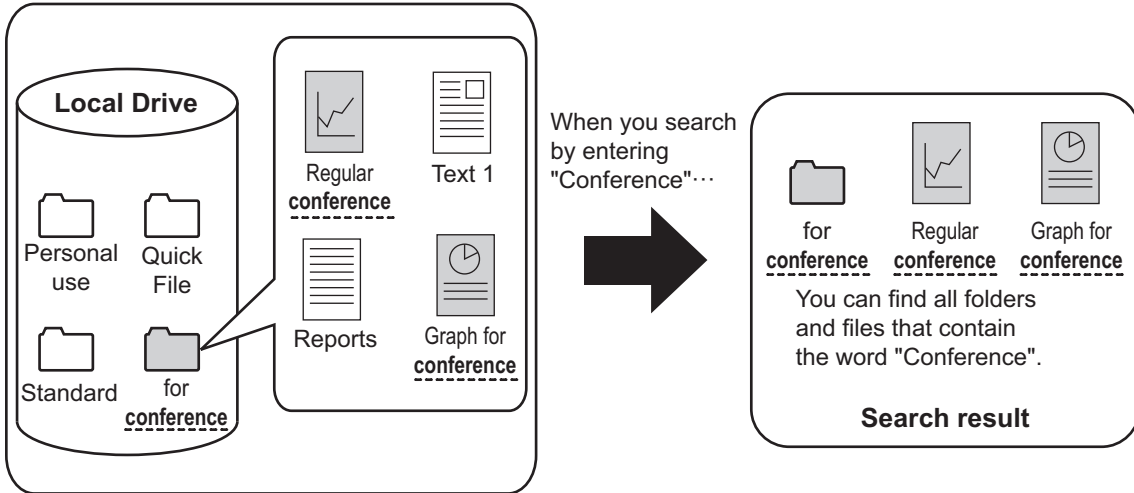 Local Drive
Personal
use
Quick
File
Standard
for
conference
Regular
conference
Text 1
Reports
Graph for
conference
When you search
by entering
"Conference"···
for
conference
Regular
conference
Graph for
conference
You can find all folders
and files that contain
the word "Conference".
Search result